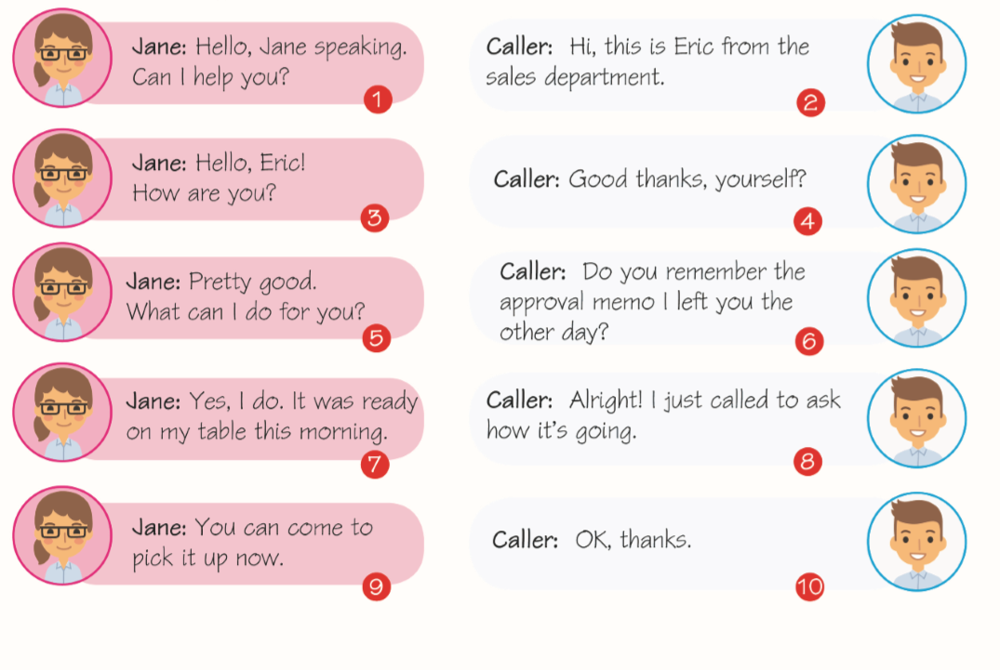 Jane: Hello, Jane speaking.
Can I help you?
1
Caller: Hi, this is Eric from the
sales department.
2
Jane: Hello, Eric!
How are you?
3
Caller: Good thanks, yourself?
4
Jane: Pretty good.
What can I do for you?
5
Caller: Do you remember the
approval memo I left you the
other day?
6
Jane: Yes, I do. It was ready
on my table this morning.
7
Caller: Alright! I just called to ask
how it's going.
8
Jane: You can come to
pick it up now.
9
Caller: OK, thanks.
10